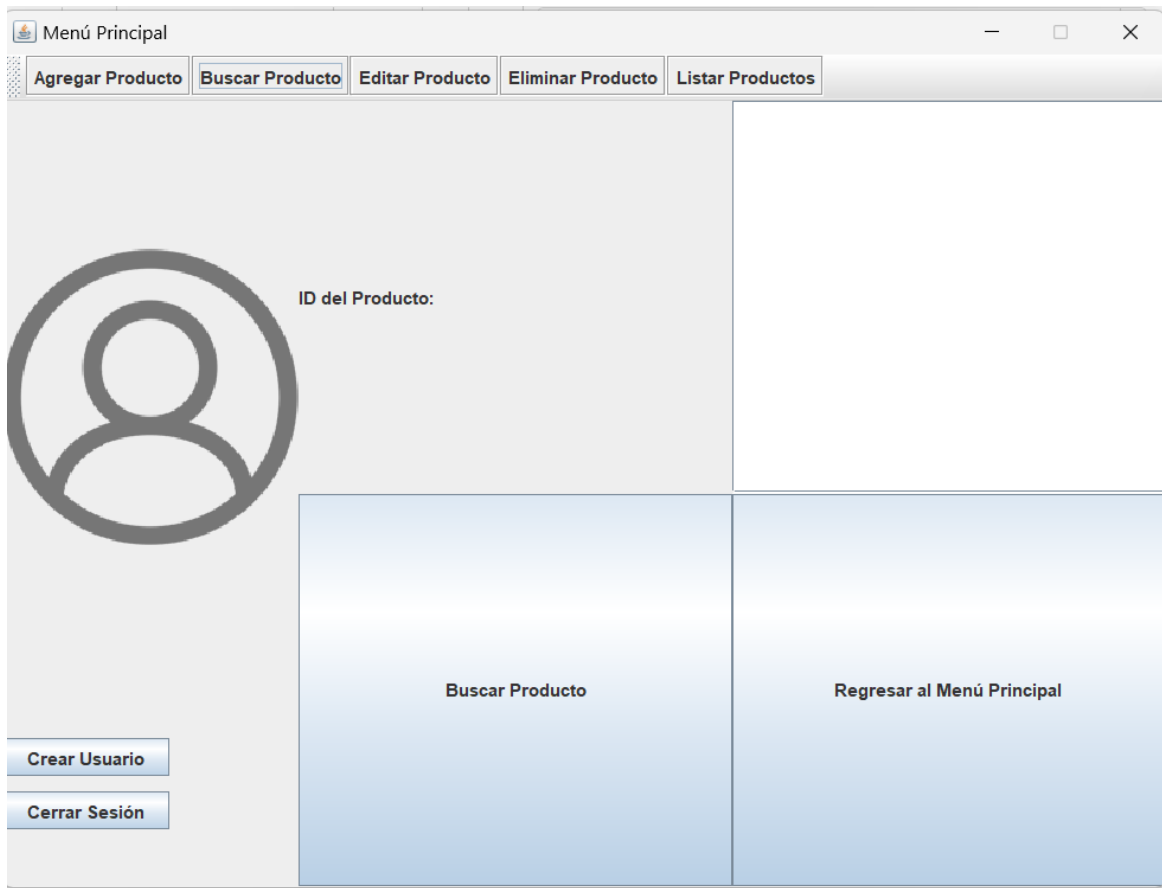 Menú Principal
Agregar Producto Buscar Producto Editar Producto Eliminar Producto Listar Productos
ID del Producto:
Buscar Producto Regresar al Menú Principal
Crear Usuario
Cerrar Sesión